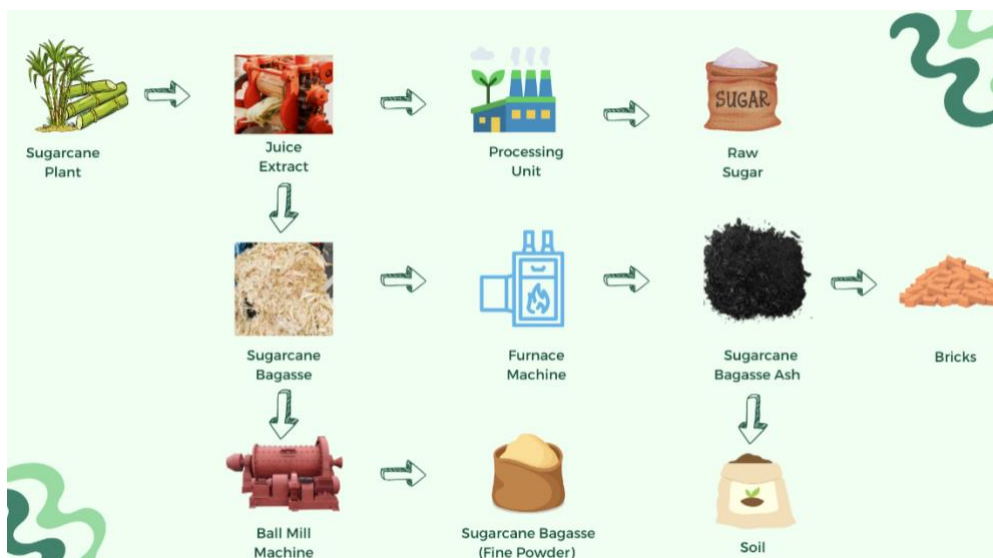 SUGAR
Sugarcane
Plant
Juice
Extract
Processing
Unit
Raw
Sugar
Sugarcane
Bagasse
Furnace
Machine
Sugarcane
Bagasse Ash
Bricks
Ball Mill
Machine
Sugarcane Bagasse
(Fine Powder)
Soil